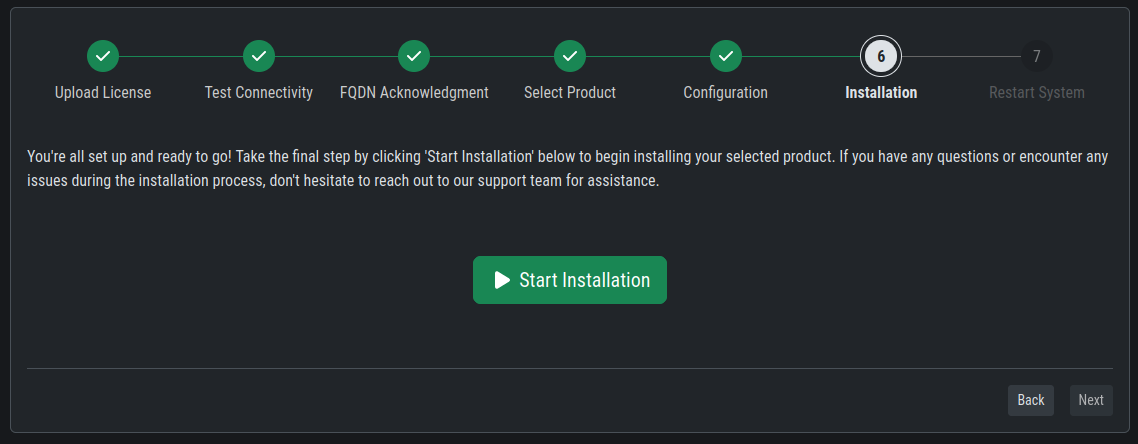 6
7
Upload License
Test Connectivity
FQDN Acknowledgment
Select Product
Configuration
Installation
Restart System
You're all set up and ready to go! Take the final step by clicking 'Start Installation' below to begin installing your selected product. If you have any questions or encounter any
issues during the installation process, don't hesitate to reach out to our support team for assistance.
Start Installation
Back
Next